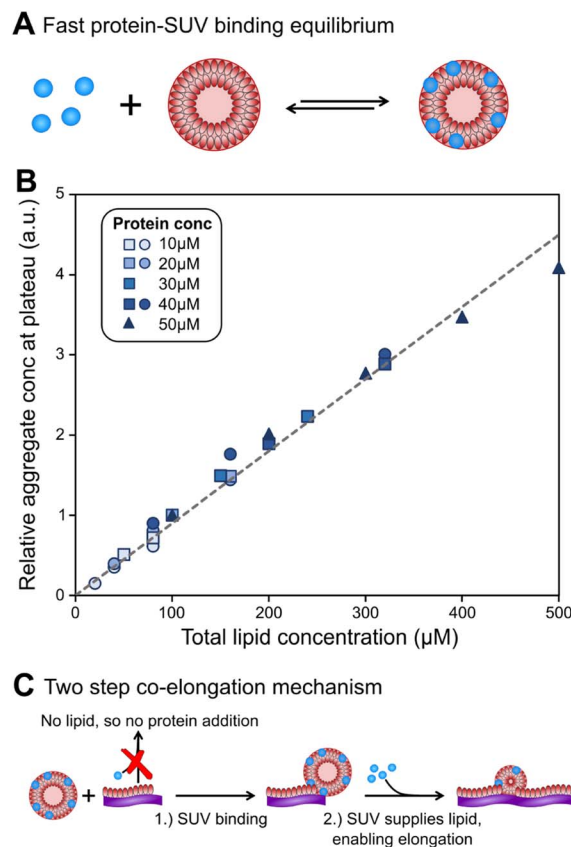 A Fast protein-SUV binding equilibrium
+
B
Relative aggregate conc at plateau (a.u.)
5
4
3
2
1
0
Protein conc
10μM
20μM
30μM
40μM
50μM
0 100 200 300 400 500
Total lipid concentration (μM)
C Two step co-elongation mechanism
No lipid, so no protein addition
+
1.) SUV binding
2.) SUV supplies lipid,
enabling elongation